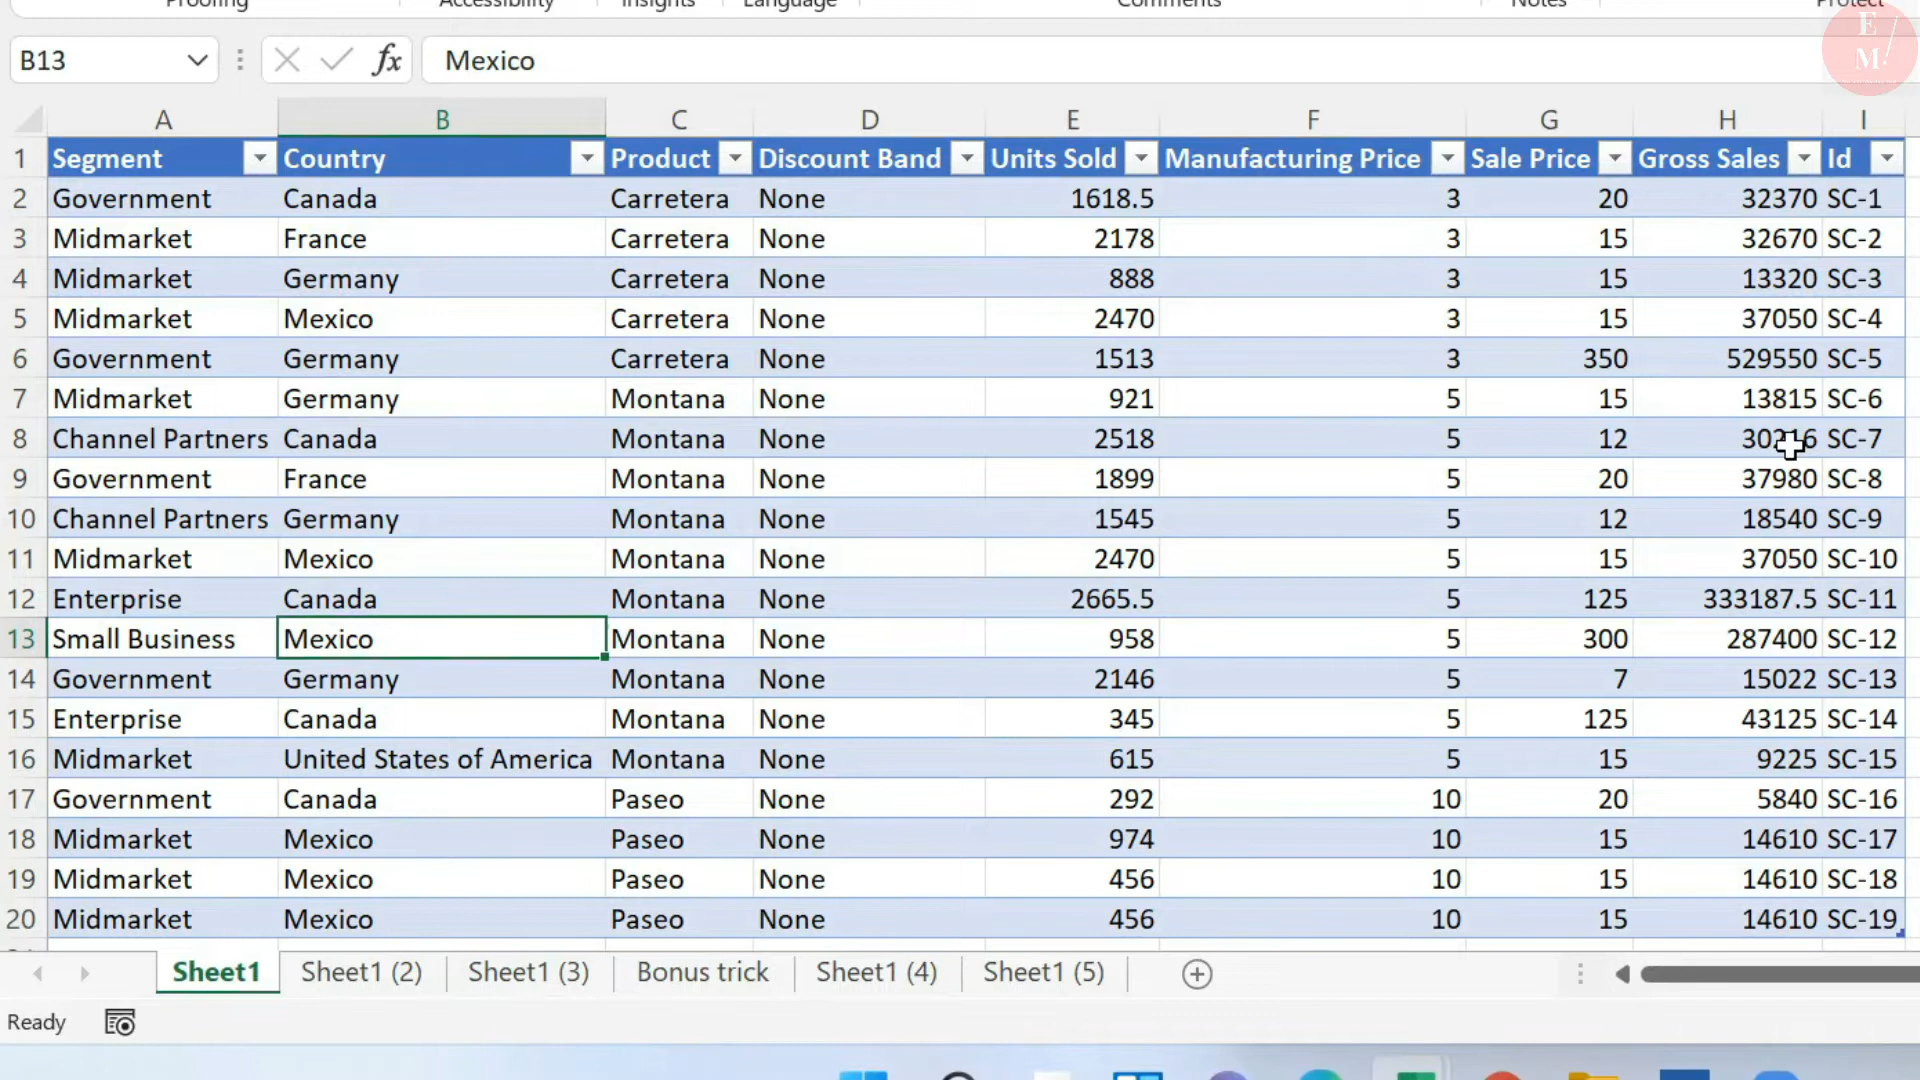 Proofing Accessibility Insights Language Comments Notes Protect
E
M
B13 fx Mexico
A B C D E F G H I
1 Segment Country Product Discount Band Units Sold Manufacturing Price Sale Price Gross Sales Id
2 Government Canada Carretera None 1618.5 3 20 32370 SC-1
3 Midmarket France Carretera None 2178 3 15 32670 SC-2
4 Midmarket Germany Carretera None 888 3 15 13320 SC-3
5 Midmarket Mexico Carretera None 2470 3 15 37050 SC-4
6 Government Germany Carretera None 1513 3 350 529550 SC-5
7 Midmarket Germany Montana None 921 5 15 13815 SC-6
8 Channel Partners Canada Montana None 2518 5 12 SC-7
9 Government France Montana None 1899 5 20 37980 SC-8
10 Channel Partners Germany Montana None 1545 5 12 18540 SC-9
11 Midmarket Mexico Montana None 2470 5 15 37050 SC-10
12 Enterprise Canada Montana None 2665.5 5 125 333187.5 SC-11
13 Small Business Mexico Montana None 958 5 300 287400 SC-12
14 Government Germany Montana None 2146 5 7 15022 SC-13
15 Enterprise Canada Montana None 345 5 125 43125 SC-14
16 Midmarket United States of America Montana None 615 5 15 9225 SC-15
17 Government Canada Paseo None 292 10 20 5840 SC-16
18 Midmarket Mexico Paseo None 974 10 15 14610 SC-17
19 Midmarket Mexico Paseo None 456 10 15 14610 SC-18
20 Midmarket Mexico Paseo None 456 10 15 14610 SC-19
Sheet1 Sheet1 (2) Sheet1 (3) Bonus trick Sheet1 (4) Sheet1 (5)
Ready